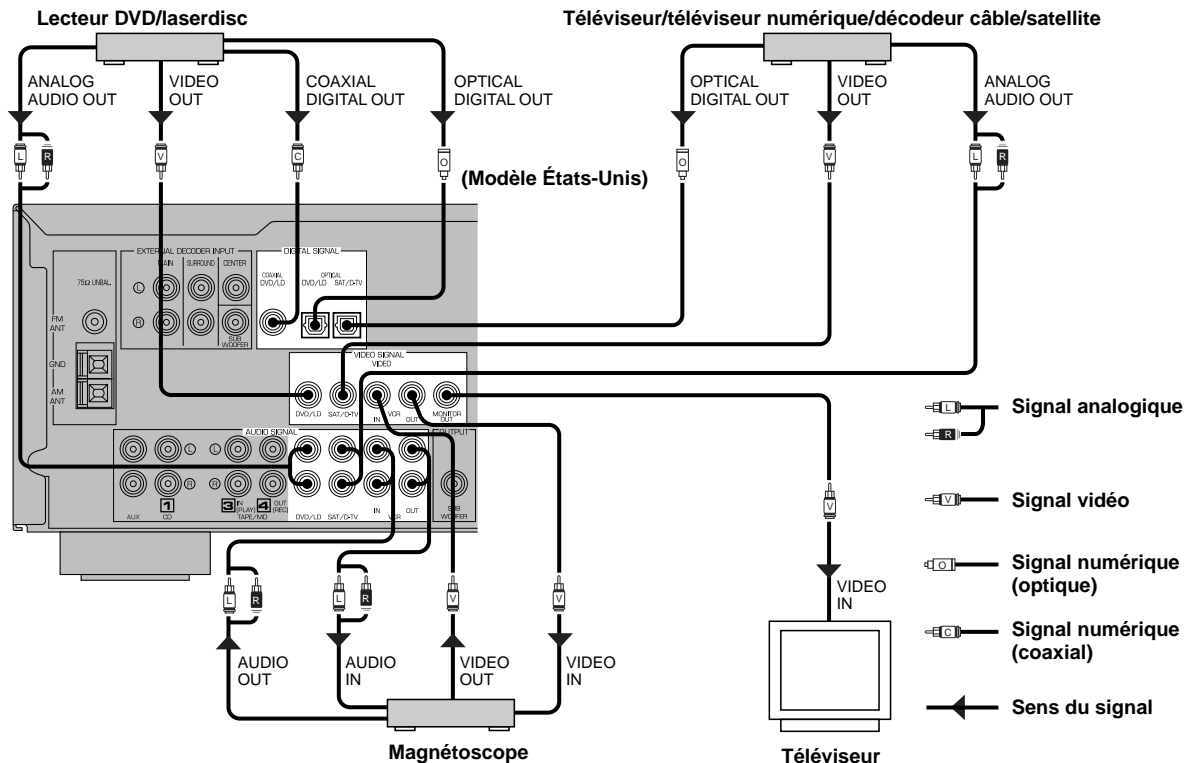 Lecteur DVD/laserdisc
Téléviseur/téléviseur numérique/décodeur câble/satellite
ANALOG
AUDIO OUT
VIDEO
OUT
COAXIAL
DIGITAL OUT
OPTICAL
DIGITAL OUT
OPTICAL
DIGITAL OUT
VIDEO
OUT
ANALOG
AUDIO OUT
L
R
V
C
O
O
V
L
R
(Modèle États-Unis)
EXTERNAL DECODER INPUT
MAIN
SURROUND
CENTER
L
R
SUB
WOOFER
75Ω UNBAL.
FM
ANT
GND
AM
ANT
DIGITAL SIGNAL
COAXIAL
DVD/LD
OPTICAL
DVD/LD
SAT/D-TV
VIDEO SIGNAL
VIDEO
DVD/LD
SAT/D-TV
IN
VCR
OUT
MONITOR
OUT
AUDIO SIGNAL
OUTPUT
L
L
R
R
AUX
1
CD
3
IN
(PLAY)
4
OUT
(REC)
TAPE/MD
DVD/LD
SAT/D-TV
IN
VCR
OUT
SUB
WOOFER
L
R
L
R
V
V
V
AUDIO
OUT
AUDIO
IN
VIDEO
OUT
VIDEO
IN
VIDEO
IN
Magnétoscope
Téléviseur
L
R
Signal analogique
V
Signal vidéo
O
Signal numérique
(optique)
C
Signal numérique
(coaxial)
Sens du signal